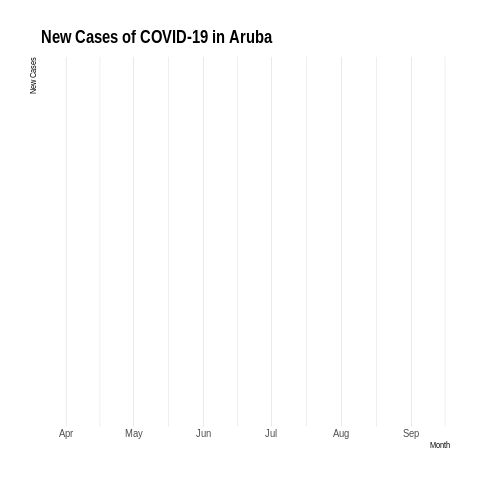 New Cases of COVID-19 in Aruba
New Cases
Apr May Jun Jul Aug Sep
Month